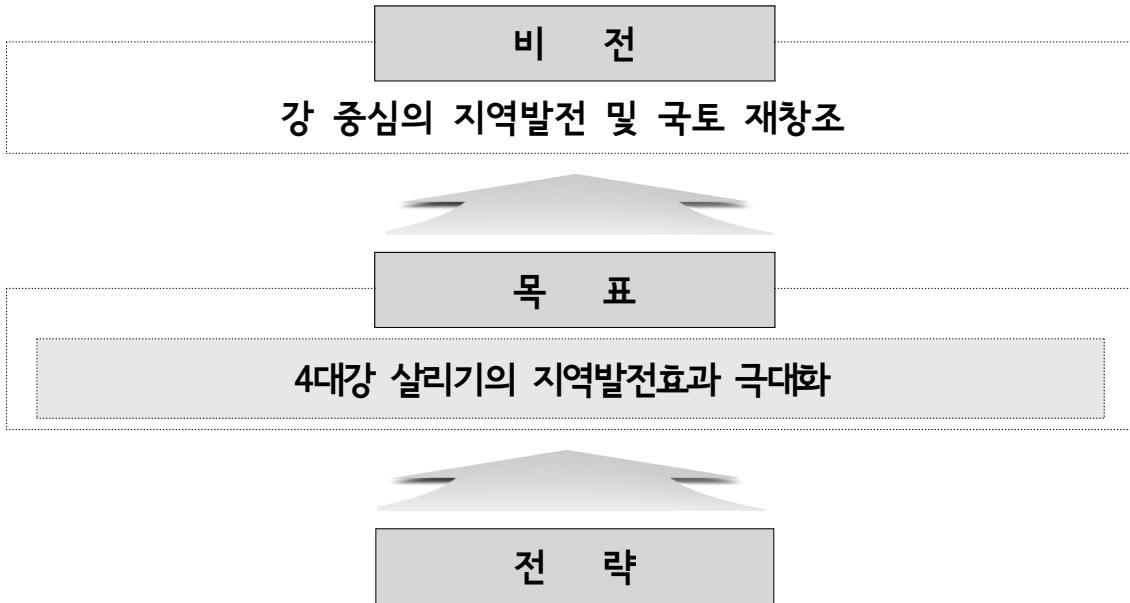 비 전
강 중심의 지역발전 및 국토 재창조
목 표
4대강 살리기의 지역발전효과 극대화
전 략